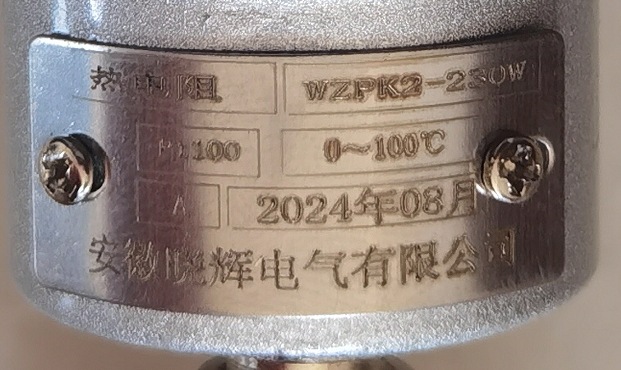 热电阻 WZPK2-230W
Pt100 0～100℃
A 2024年08月
安徽晓辉电气有限公司